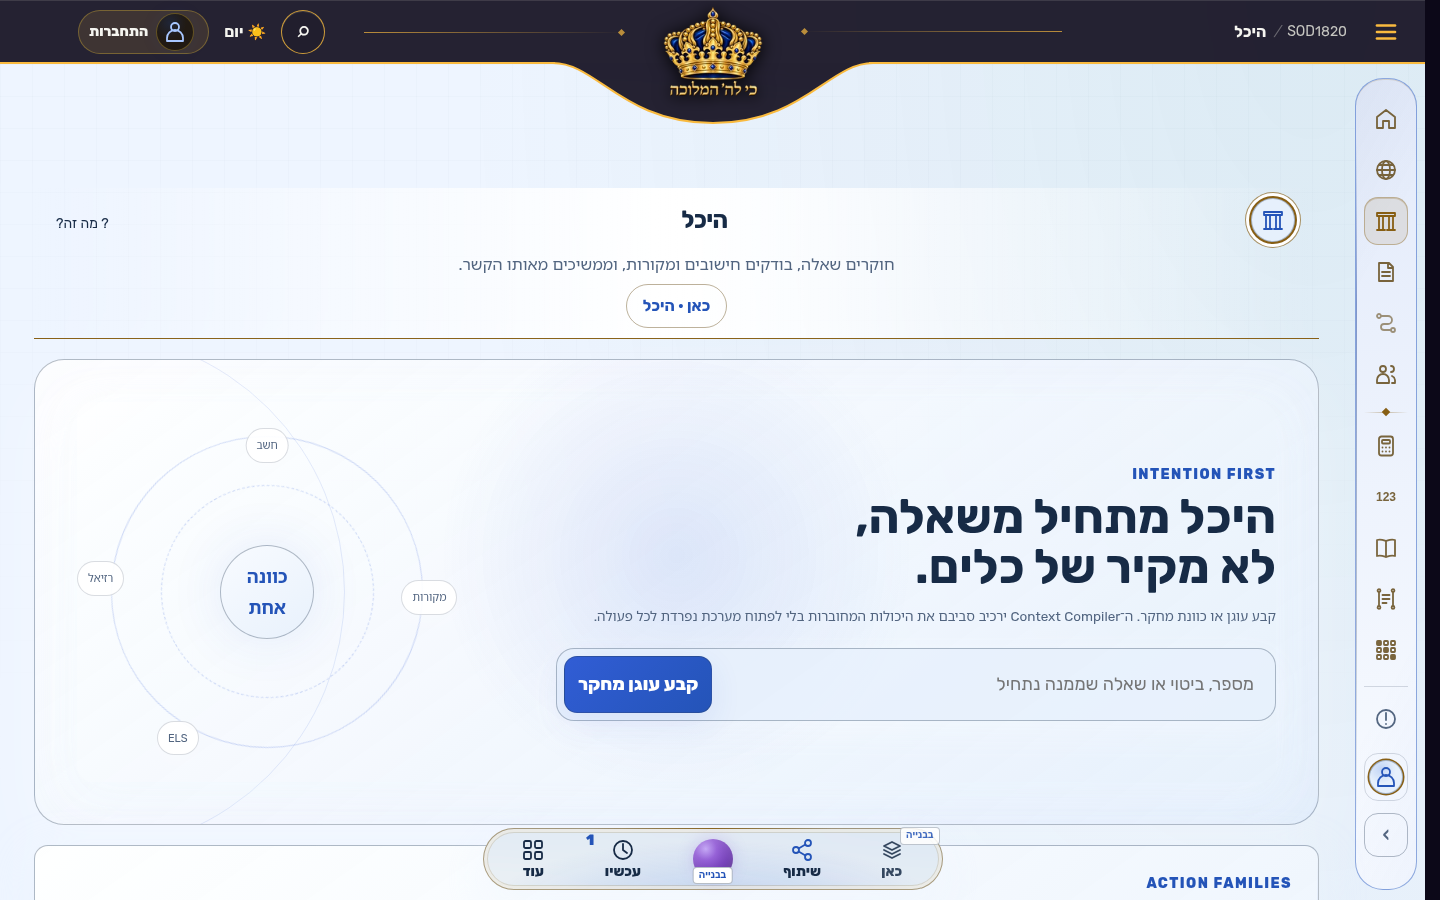 SOD1820 / היכל
כי לה' המלוכה
יום
התחברות
היכל
? מה זה?
חוקרים שאלה, בודקים חישובים ומקורות, וממשיכים מאותו הקשר.
כאן • היכל
INTENTION FIRST
היכל מתחיל משאלה,
לא מקיר של כלים.
קבע עוגן או כוונת מחקר. ה־Context Compiler ירכיב סביבם את היכולות המחוברות בלי לפתוח מערכת נפרדת לכל פעולה.
מספר, ביטוי או שאלה שממנה נתחיל
קבע עוגן מחקר
חשב
מקורות
רזיאל
כוונה
אחת
ELS
123
בבנייה
כאן
שיתוף
בבנייה
1
עכשיו
עוד
ACTION FAMILIES